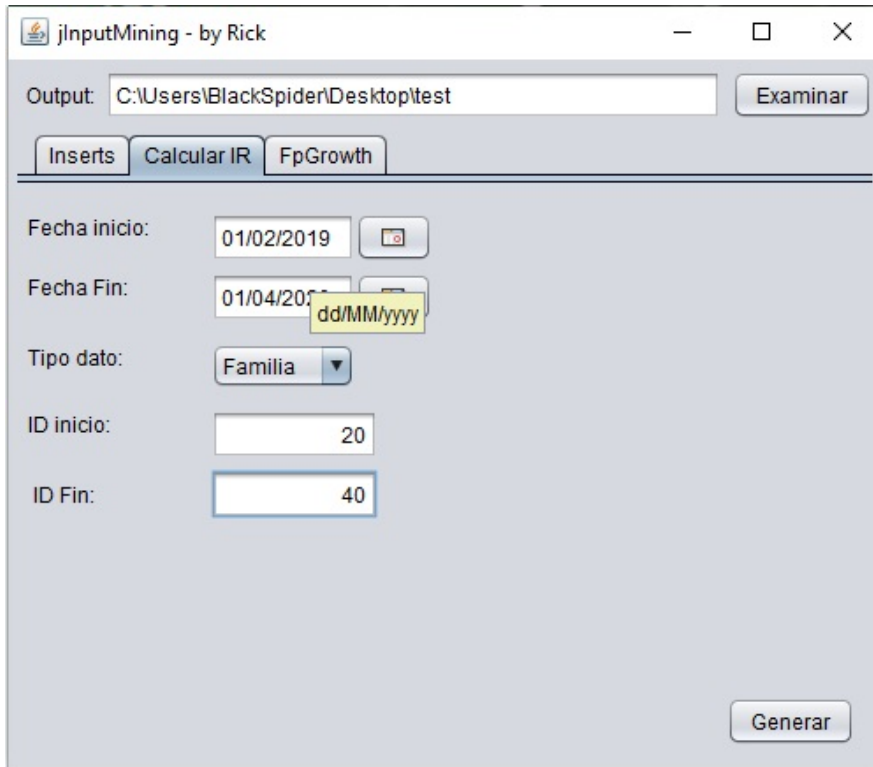 jInputMining - by Rick
Output: C:\Users\BlackSpider\Desktop\test Examinar
Inserts Calcular IR FpGrowth
Fecha inicio: 01/02/2019
Fecha Fin: 01/04/20
dd/MM/yyyy
Tipo dato: Familia
ID inicio: 20
ID Fin: 40
Generar